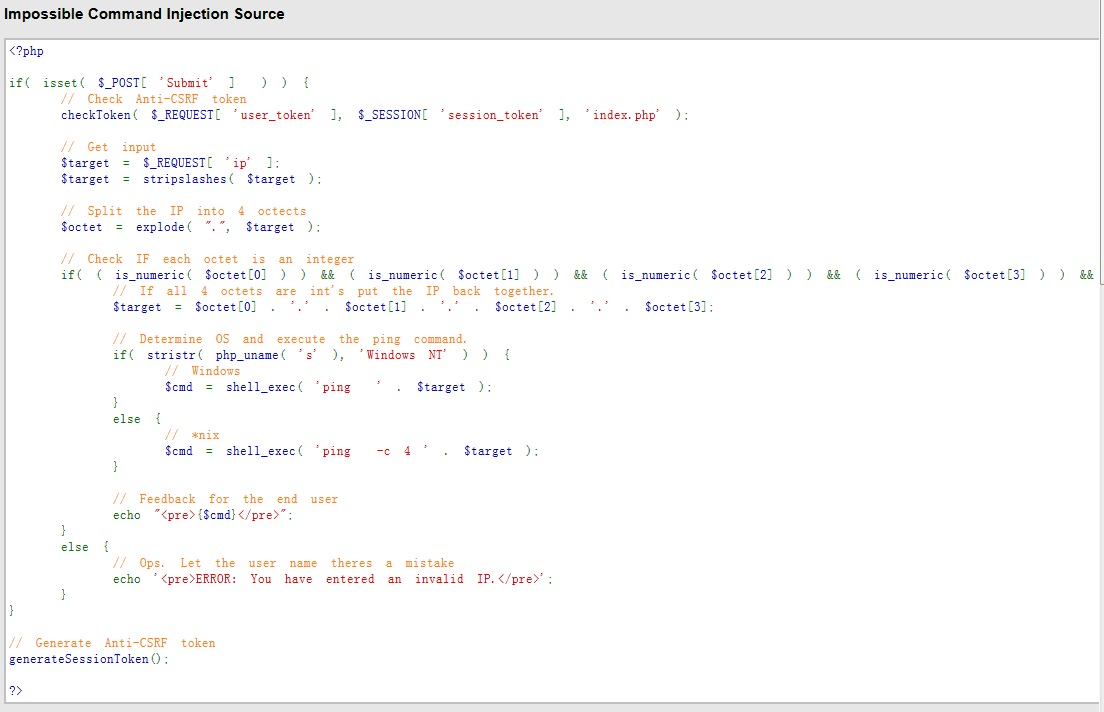 Impossible Command Injection Source
<?php
if( isset( $_POST[ 'Submit' ] ) ) {
// Check Anti-CSRF token
checkToken( $_REQUEST[ 'user_token' ], $_SESSION[ 'session_token' ], 'index.php' );
// Get input
$target = $_REQUEST[ 'ip' ];
$target = stripslashes( $target );
// Split the IP into 4 octects
$octet = explode( ".", $target );
// Check IF each octet is an integer
if( ( is_numeric( $octet[0] ) ) && ( is_numeric( $octet[1] ) ) && ( is_numeric( $octet[2] ) ) && ( is_numeric( $octet[3] ) ) &&
// If all 4 octets are int's put the IP back together.
$target = $octet[0] . '.' . $octet[1] . '.' . $octet[2] . '.' . $octet[3];
// Determine OS and execute the ping command.
if( stristr( php_uname( 's' ), 'Windows NT' ) ) {
// Windows
$cmd = shell_exec( 'ping ' . $target );
}
else {
// *nix
$cmd = shell_exec( 'ping -c 4 ' . $target );
}
// Feedback for the end user
echo "<pre>{$cmd}</pre>";
}
else {
// Ops. Let the user name theres a mistake
echo '<pre>ERROR: You have entered an invalid IP.</pre>';
}
}
// Generate Anti-CSRF token
generateSessionToken();
?>